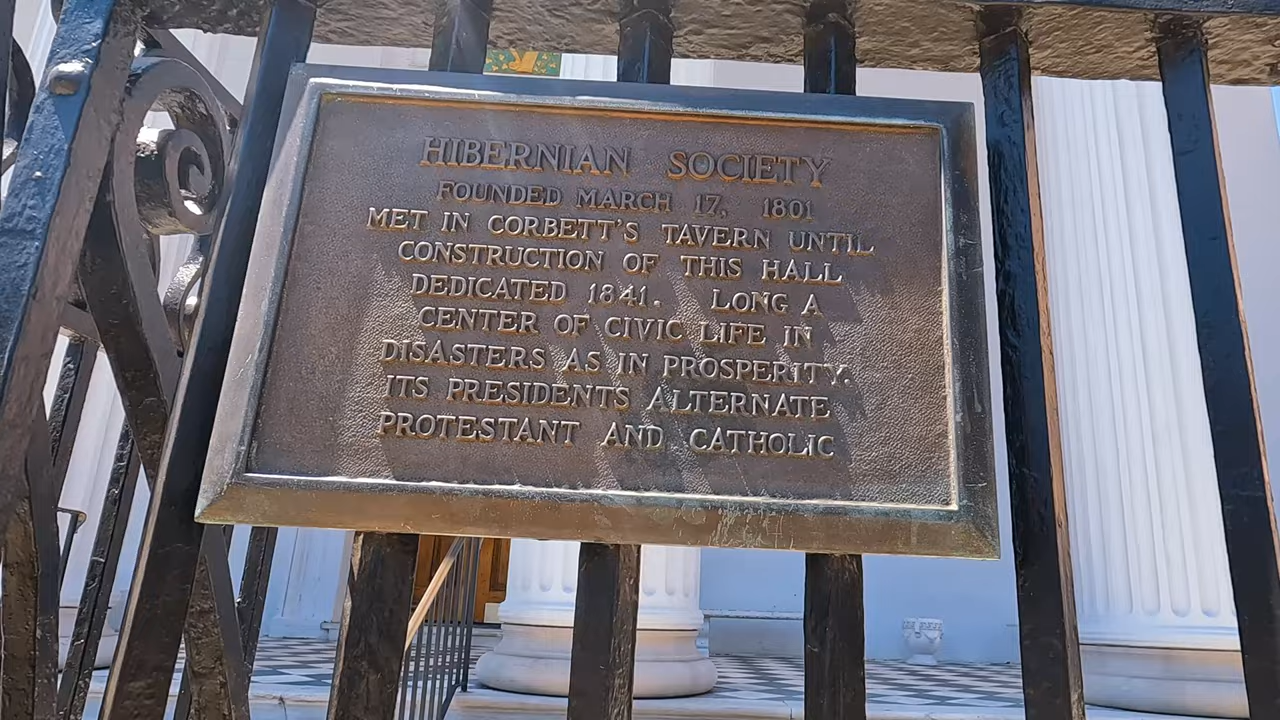 HIBERNIAN SOCIETY
FOUNDED MARCH 17, 1801
MET IN CORBETT'S TAVERN UNTIL
CONSTRUCTION OF THIS HALL
DEDICATED 1841. LONG A
CENTER OF CIVIC LIFE IN
DISASTERS AS IN PROSPERITY.
ITS PRESIDENTS ALTERNATE
PROTESTANT AND CATHOLIC